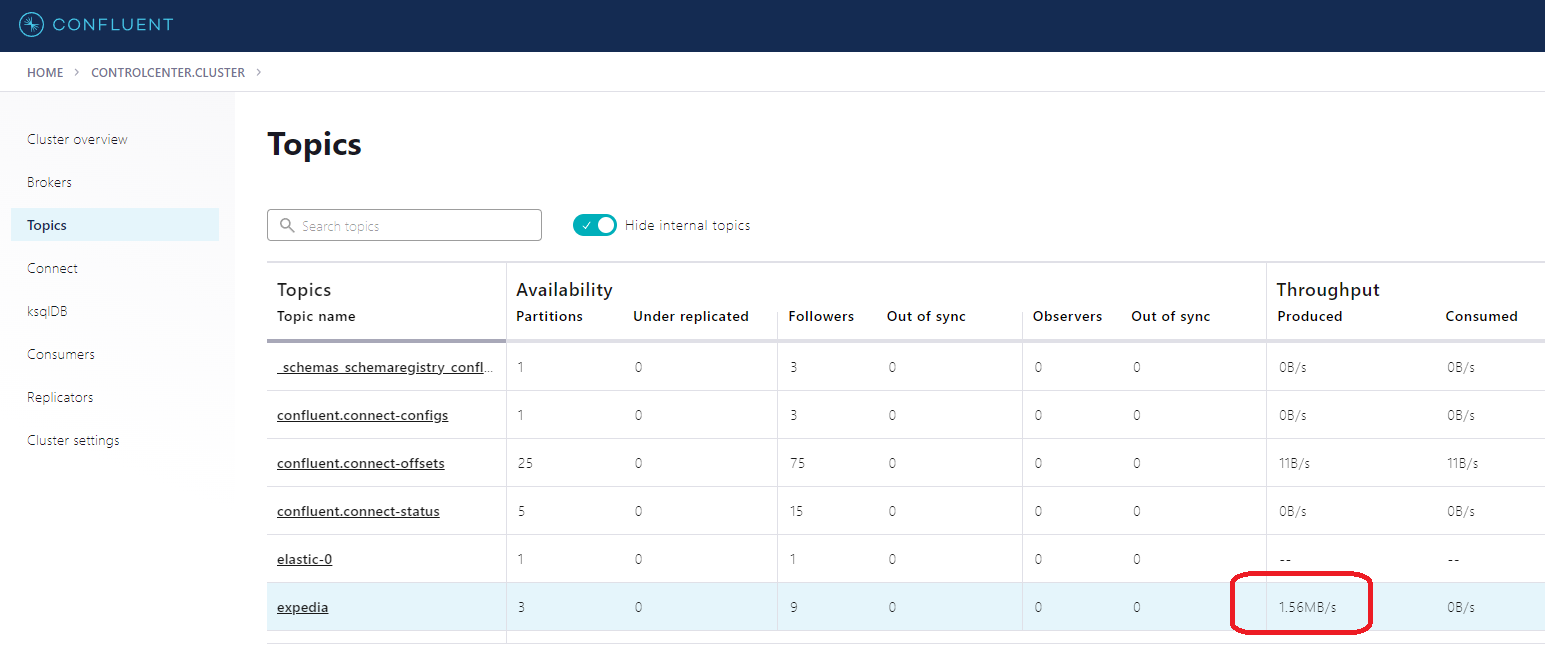 CONFLUENT
HOME > CONTROLCENTER.CLUSTER >
Cluster overview
Brokers
Topics
Connect
ksqlDB
Consumers
Replicators
Cluster settings
Topics
Search topics
Hide internal topics
Topics Availability Throughput
Topic name Partitions Under replicated Followers Out of sync Observers Out of sync Produced Consumed
_schemas_schemaregistry_confl... 1 0 3 0 0 0 0B/s 0B/s
confluent.connect-configs 1 0 3 0 0 0 0B/s 0B/s
confluent.connect-offsets 25 0 75 0 0 0 11B/s 11B/s
confluent.connect-status 5 0 15 0 0 0 0B/s 0B/s
elastic-0 1 0 1 0 0 0 -- --
expedia 3 0 9 0 0 0 1.56MB/s 0B/s